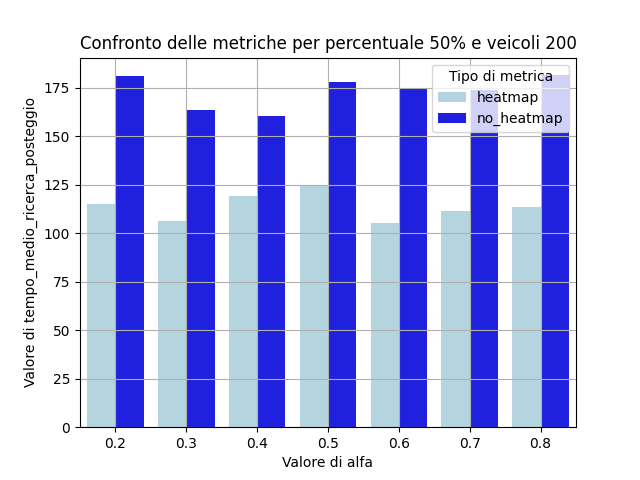 Confronto delle metriche per percentuale 50% e veicoli 200
Valore di tempo_medio_ricerca_posteggio
175
150
125
100
75
50
25
0
Tipo di metrica
heatmap
no_heatmap
0.2 0.3 0.4 0.5 0.6 0.7 0.8
Valore di alfa